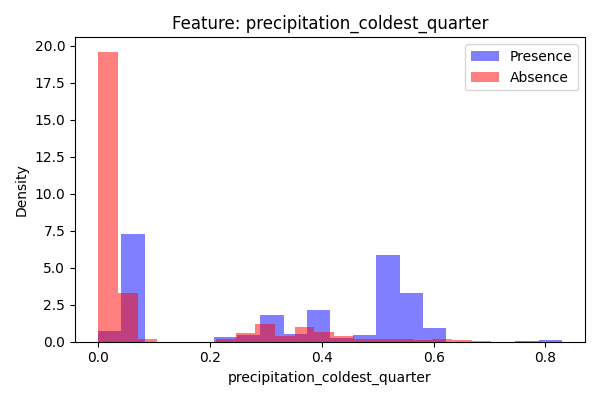 Feature: precipitation_coldest_quarter
Presence
Absence
Density
20.0
17.5
15.0
12.5
10.0
7.5
5.0
2.5
0.0
0.0 0.2 0.4 0.6 0.8
precipitation_coldest_quarter